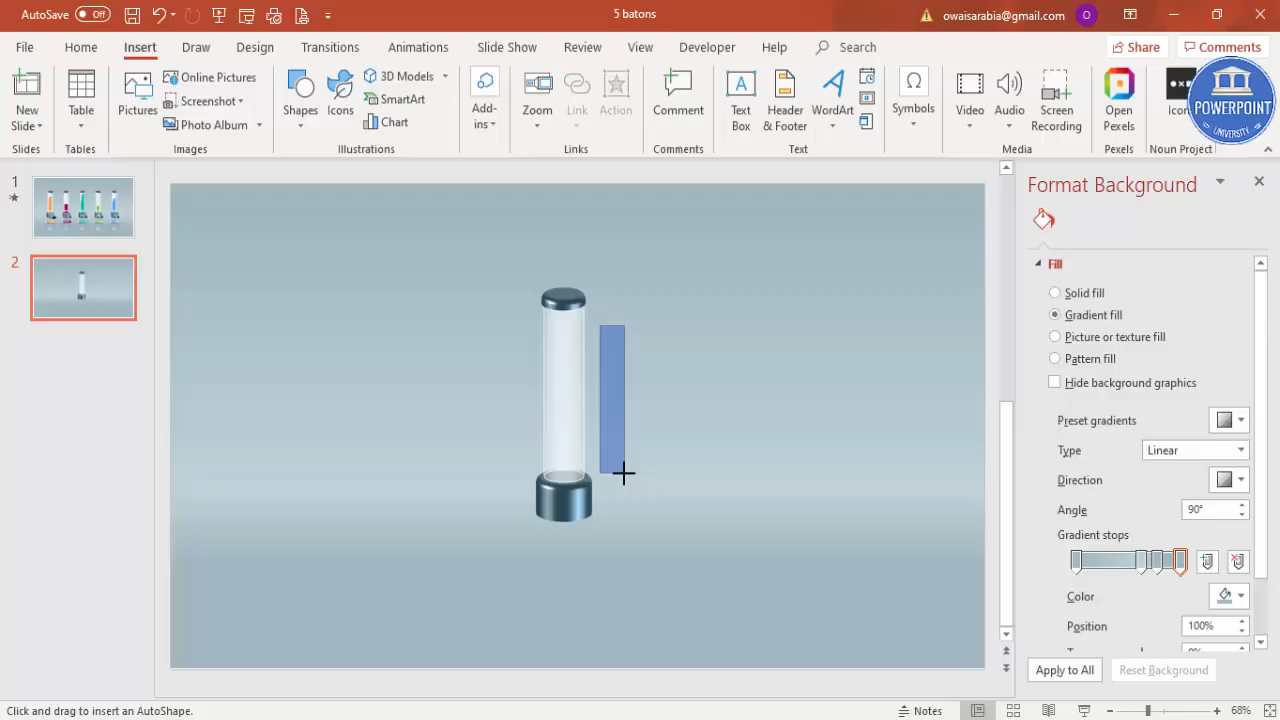 AutoSave Off 5 batons owaisarabia@gmail.com O
File Home Insert Draw Design Transitions Animations Slide Show Review View Developer Help Search Share Comments
New Slide Table Pictures Online Pictures Screenshot Photo Album Shapes Icons 3D Models SmartArt Chart Add-ins Zoom Link Action Comment Text Box Header & Footer WordArt Symbols Video Audio Screen Recording Open Pexels
Slides Tables Images Illustrations Links Comments Text Media Pexels Noun Project
POWERPOINT
UNIVERSITY
1
2
Format Background
Fill
Solid fill
Gradient fill
Picture or texture fill
Pattern fill
Hide background graphics
Preset gradients
Type Linear
Direction
Angle 90°
Gradient stops
Color
Position 100%
Apply to All Reset Background
Click and drag to insert an AutoShape. Notes 68%